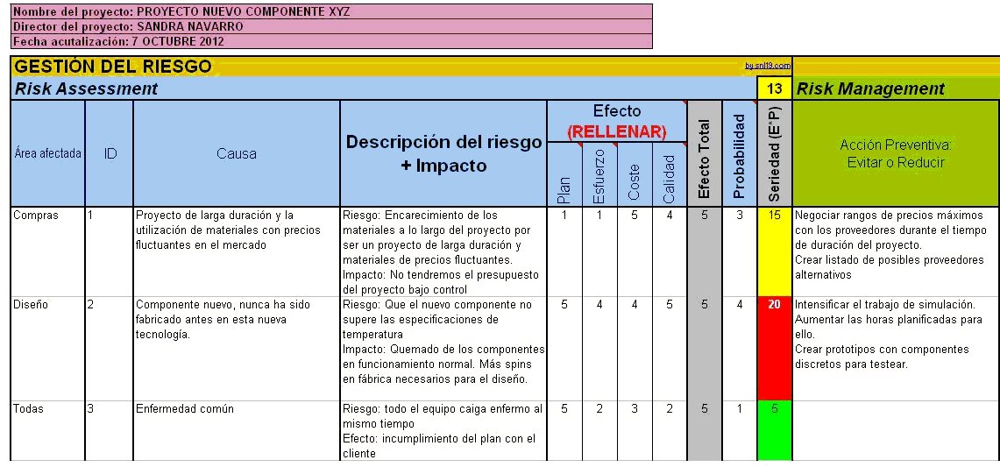 Nombre del proyecto: PROYECTO NUEVO COMPONENTE XYZ
Director del proyecto: SANDRA NAVARRO
Fecha acutalización: 7 OCTUBRE 2012
GESTIÓN DEL RIESGO
by snl19.com
Risk Assessment
13
Risk Management
Área afectada
ID
Causa
Descripción del riesgo
+ Impacto
Efecto
(RELLENAR)
Plan
Esfuerzo
Coste
Calidad
Efecto Total
Probabilidad
Seriedad (E*P)
Acción Preventiva:
Evitar o Reducir
Compras
1
Proyecto de larga duración y la
utilización de materiales con precios
fluctuantes en el mercado
Riesgo: Encarecimiento de los
materiales a lo largo del proyecto por
ser un proyecto de larga duración y
materiales de precios fluctuantes.
Impacto: No tendremos el presupuesto
del proyecto bajo control
1
1
5
4
5
3
15
Negociar rangos de precios máximos
con los proveedores durante el tiempo
de duración del proyecto.
Crear listado de posibles proveedores
alternativos
Diseño
2
Componente nuevo, nunca ha sido
fabricado antes en esta nueva
tecnología.
Riesgo: Que el nuevo componente no
supere las especificaciones de
temperatura
Impacto: Quemado de los componentes
en funcionamiento normal. Más spins
en fábrica necesarios para el diseño.
5
4
4
5
5
4
20
Intensificar el trabajo de simulación.
Aumentar las horas planificadas para
ello.
Crear prototipos con componentes
discretos para testear.
Todas
3
Enfermedad común
Riesgo: todo el equipo caiga enfermo al
mismo tiempo
Efecto: incumplimiento del plan con el
cliente
5
2
3
2
5
1
5